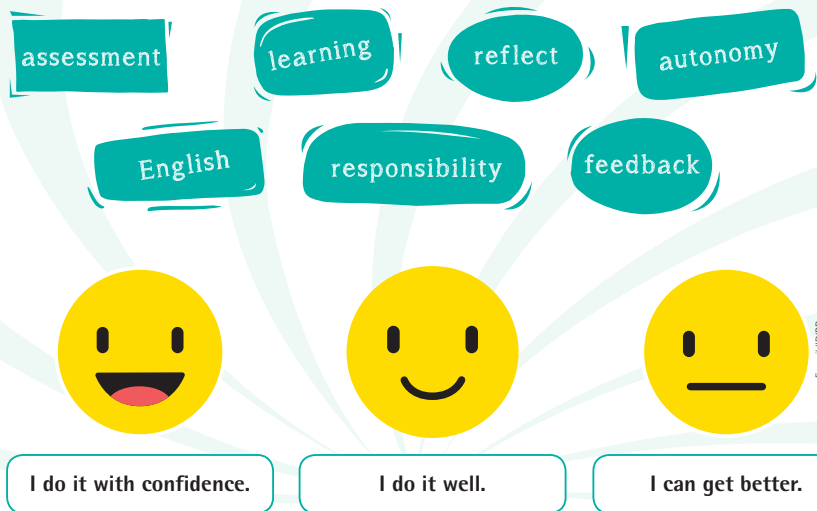 assessment
learning
reflect
autonomy
English
responsibility
feedback
I do it with confidence.
I do it well.
I can get better.